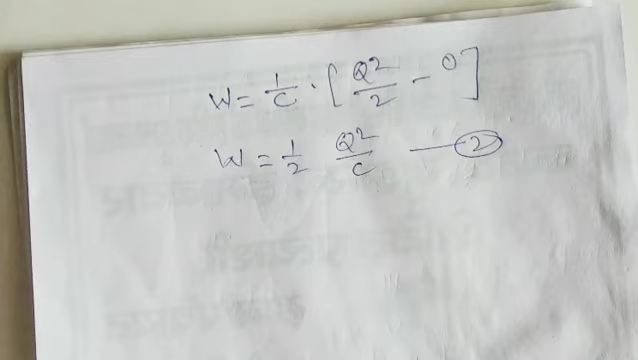 W = 1/C · [Q²/2 - 0]
W = 1/2 Q²/C — 2